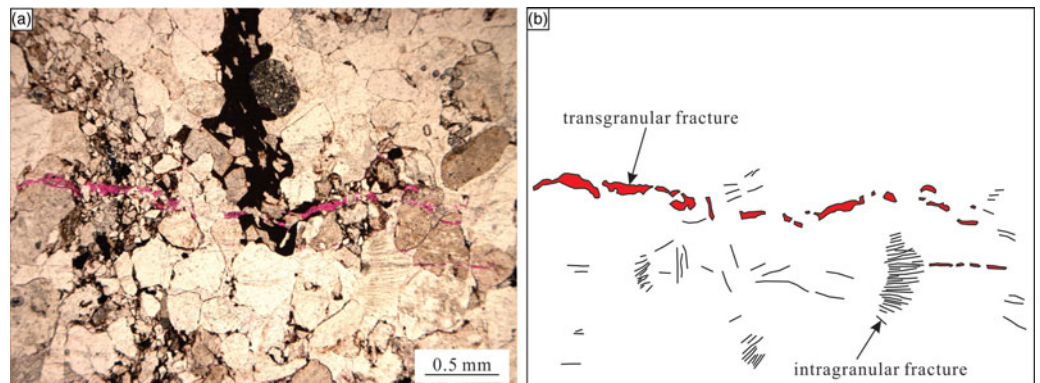 (a)
0.5 mm
(b)
transgranular fracture
intragranular fracture